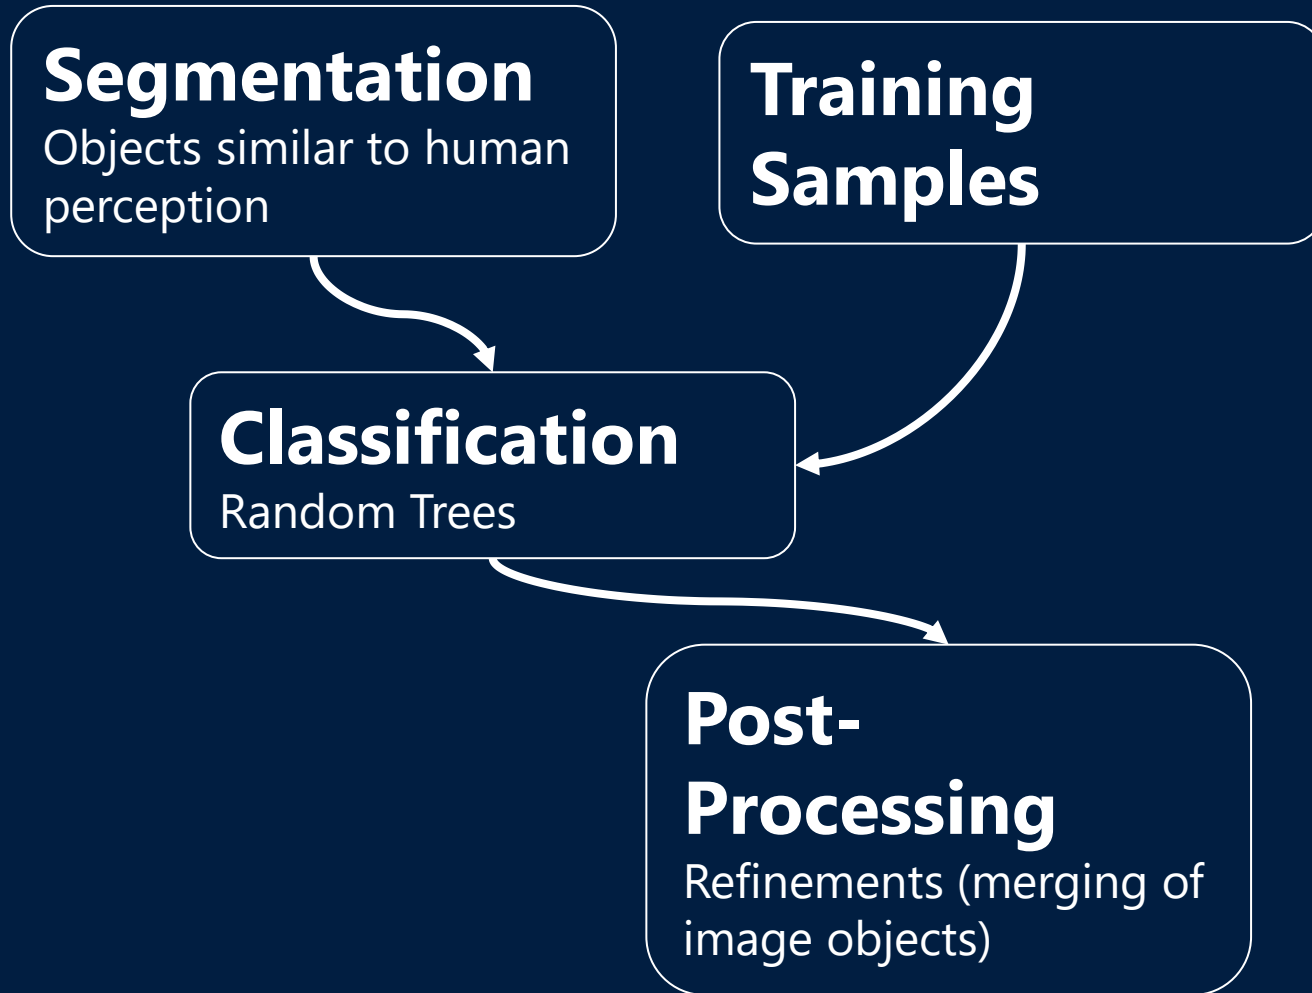 Segmentation
Objects similar to human
perception
Training
Samples
Classification
Random Trees
Post-
Processing
Refinements (merging of
image objects)